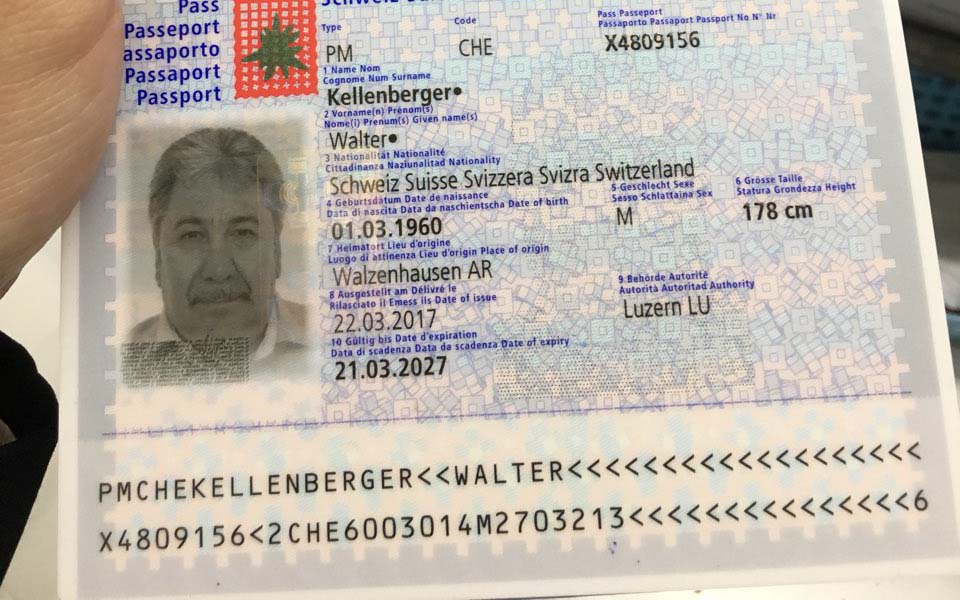 Pass
Passeport
assaporto
Passaport
Passport
Type
Code
Pass Passeport
Passaporto Passaport Passport No N° Nr
PM
CHE
X4809156
1 Name Nom
Cognome Num Surname
Kellenberger•
2 Vorname(n) Prénom(s)
Nome(i) Prenum(s) Given name(s)
Walter•
3 Nationalität Nationalité
Cittadinanza Naziunalitad Nationality
Schweiz Suisse Svizzera Svizra Switzerland
4 Geburtsdatum Date de naissance
Data di nascita Data da naschientscha Date of birth
5 Geschlecht Sexe
Sesso Schlattaina Sex
6 Grösse Taille
Statura Grondezza Height
01.03.1960
M
178 cm
7 Heimatort Lieu d'origine
Luogo di attinenza Lieu d'origin Place of origin
Walzenhausen AR
8 Ausgestellt am Délivré le
Rilasciato il Emess ils Date of issue
9 Behörde Autorité
Autorità Autoritad Authority
22.03.2017
Luzern LU
10 Gültig bis Date d'expiration
Data di scadenza Data da scadenza Date of expiry
21.03.2027
PMCHEKELLENBERGER<<WALTER<<<<<<<<<<<<<<<<<<<
X4809156<2CHE6003014M2703213<<<<<<<<<<<<<<<6